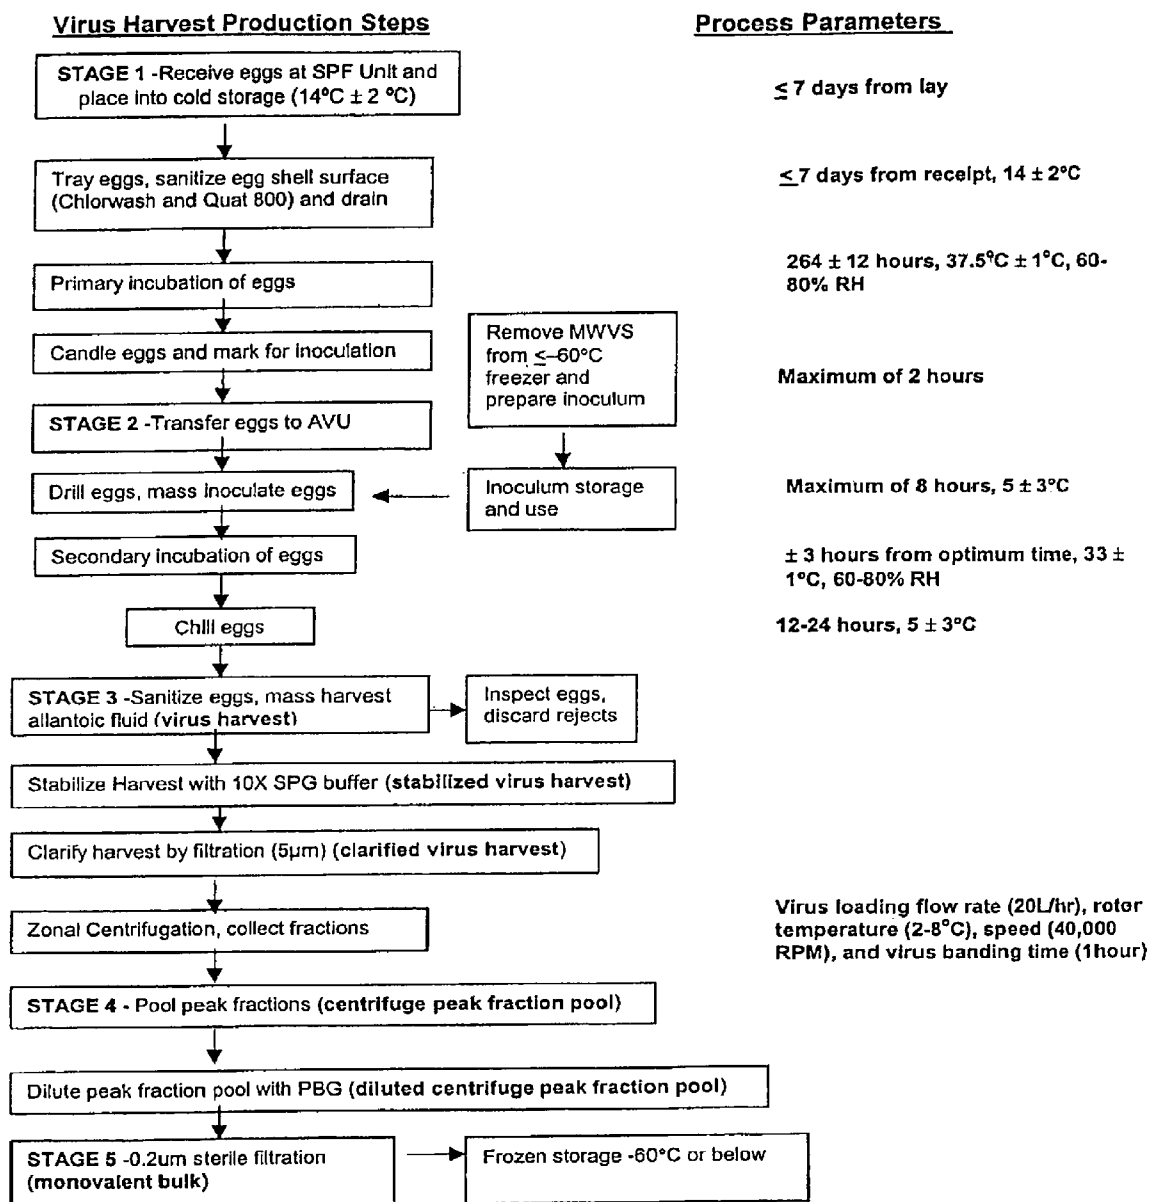 Virus Harvest Production Steps
Process Parameters
STAGE 1 -Receive eggs at SPF Unit and
place into cold storage (14°C ± 2 °C)
≤ 7 days from lay
Tray eggs, sanitize egg shell surface
(Chlorwash and Quat 800) and drain
≤ 7 days from receipt, 14 ± 2°C
Primary incubation of eggs
264 ± 12 hours, 37.5°C ± 1°C, 60-
80% RH
Candle eggs and mark for inoculation
Remove MWVS
from ≤–60°C
freezer and
prepare inoculum
Maximum of 2 hours
STAGE 2 -Transfer eggs to AVU
Drill eggs, mass inoculate eggs
Inoculum storage
and use
Maximum of 8 hours, 5 ± 3°C
Secondary incubation of eggs
± 3 hours from optimum time, 33 ±
1°C, 60-80% RH
Chill eggs
12-24 hours, 5 ± 3°C
STAGE 3 -Sanitize eggs, mass harvest
allantoic fluid (virus harvest)
Inspect eggs,
discard rejects
Stabilize Harvest with 10X SPG buffer (stabilized virus harvest)
Clarify harvest by filtration (5µm) (clarified virus harvest)
Zonal Centrifugation, collect fractions
Virus loading flow rate (20L/hr), rotor
temperature (2-8°C), speed (40,000
RPM), and virus banding time (1hour)
STAGE 4 - Pool peak fractions (centrifuge peak fraction pool)
Dilute peak fraction pool with PBG (diluted centrifuge peak fraction pool)
STAGE 5 -0.2um sterile filtration
(monovalent bulk)
Frozen storage -60°C or below